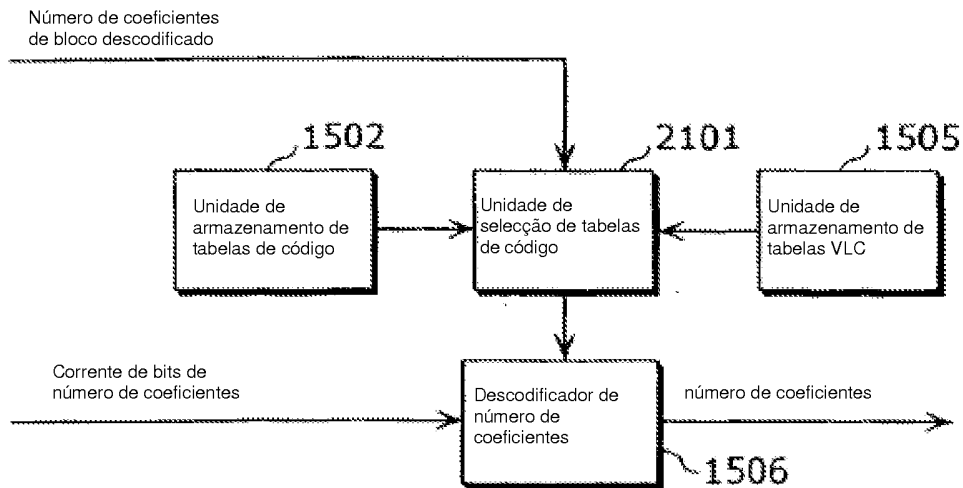 Número de coeficientes
de bloco descodificado
1502
2101
1505
Unidade de
armazenamento de
tabelas de código
Unidade de
selecção de tabelas
de código
Unidade de
armazenamento de
tabelas VLC
Corrente de bits de
número de coeficientes
Descodificador de
número de
coeficientes
número de coeficientes
1506